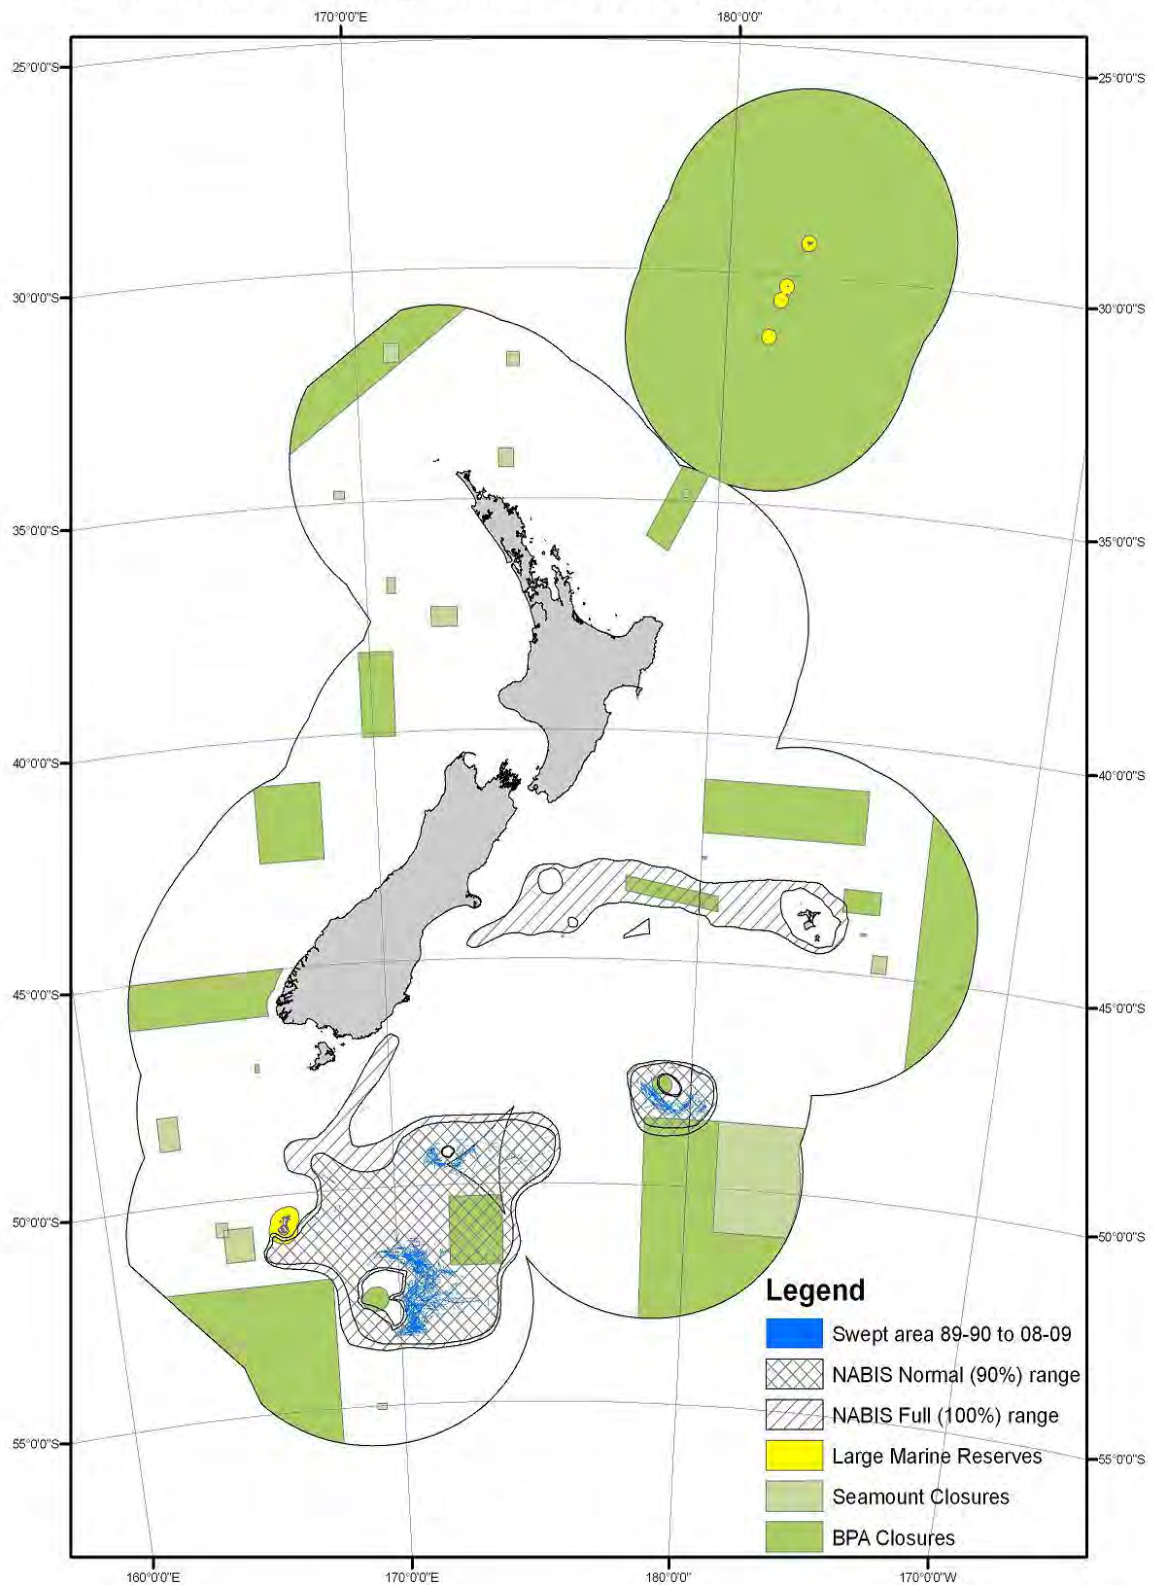 170°0'0"E
180°0'0"
25°0'0"S
25°0'0"S
30°0'0"S
30°0'0"S
35°0'0"S
35°0'0"S
40°0'0"S
40°0'0"S
45°0'0"S
45°0'0"S
50°0'0"S
50°0'0"S
Legend
Swept area 89-90 to 08-09
NABIS Normal (90%) range
NABIS Full (100%) range
55°0'0"S
Large Marine Reserves
55°0'0"S
Seamount Closures
BPA Closures
160°0'0"E
170°0'0"E
180°0'0"
170°0'0"W